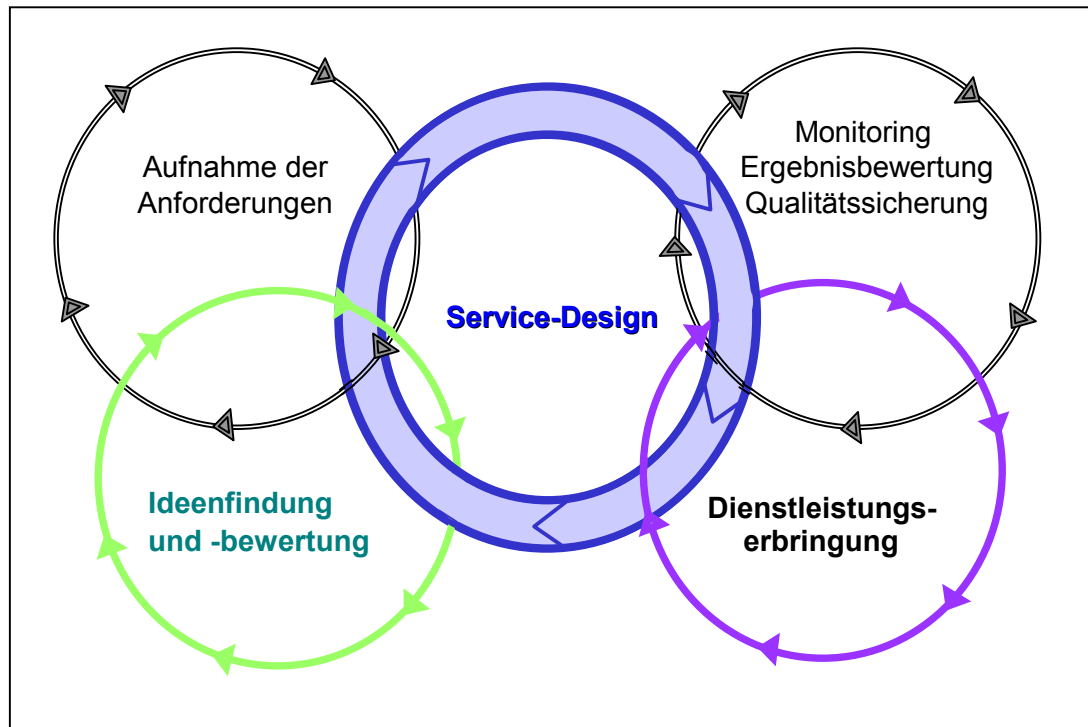 Aufnahme der
Anforderungen
Monitoring
Ergebnisbewertung
Qualitätssicherung
Service-Design
Ideenfindung
und -bewertung
Dienstleistungs-
erbringung